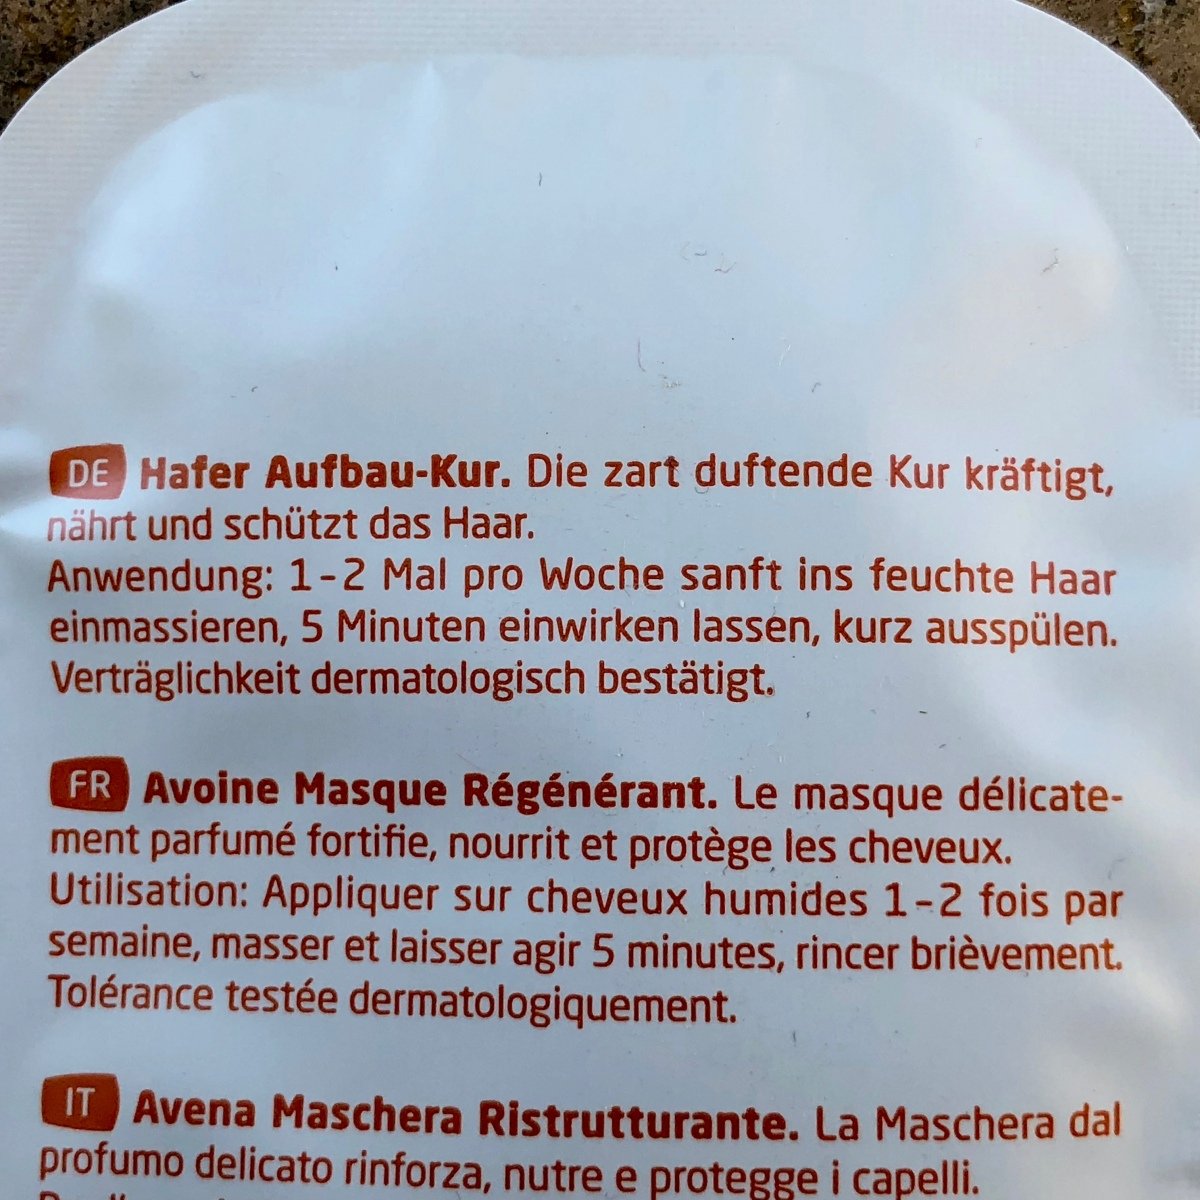 DE Hafer Aufbau-Kur. Die zart duftende Kur kräftigt,
nährt und schützt das Haar.
Anwendung: 1-2 Mal pro Woche sanft ins feuchte Haar
einmassieren, 5 Minuten einwirken lassen, kurz ausspülen.
Verträglichkeit dermatologisch bestätigt.
FR Avoine Masque Régénérant. Le masque délicate-
ment parfumé fortifie, nourrit et protège les cheveux.
Utilisation: Appliquer sur cheveux humides 1-2 fois par
semaine, masser et laisser agir 5 minutes, rincer brièvement.
Tolérance testée dermatologiquement.
IT Avena Maschera Ristrutturante. La Maschera dal
profumo delicato rinforza, nutre e protegge i capelli.